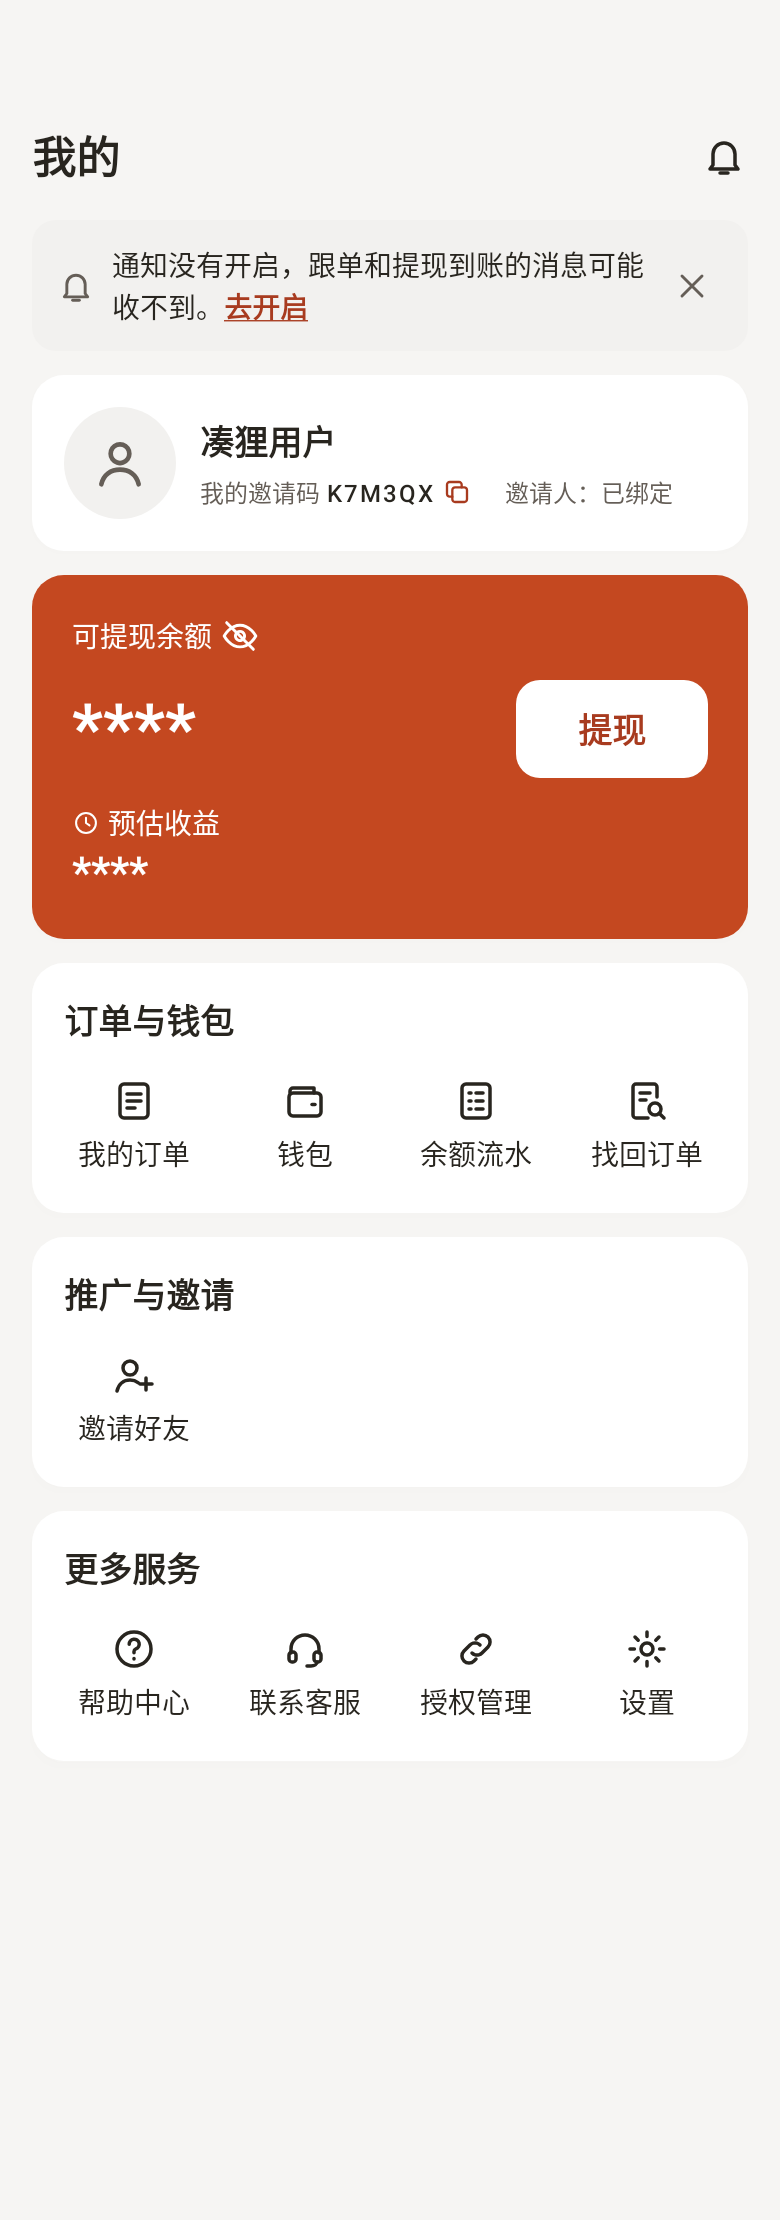 我的
通知没有开启，跟单和提现到账的消息可能
收不到。去开启
凑狸用户
我的邀请码 K7M3QX 邀请人：已绑定
可提现余额
****
提现
预估收益
****
订单与钱包
我的订单 钱包 余额流水 找回订单
推广与邀请
邀请好友
更多服务
帮助中心 联系客服 授权管理 设置